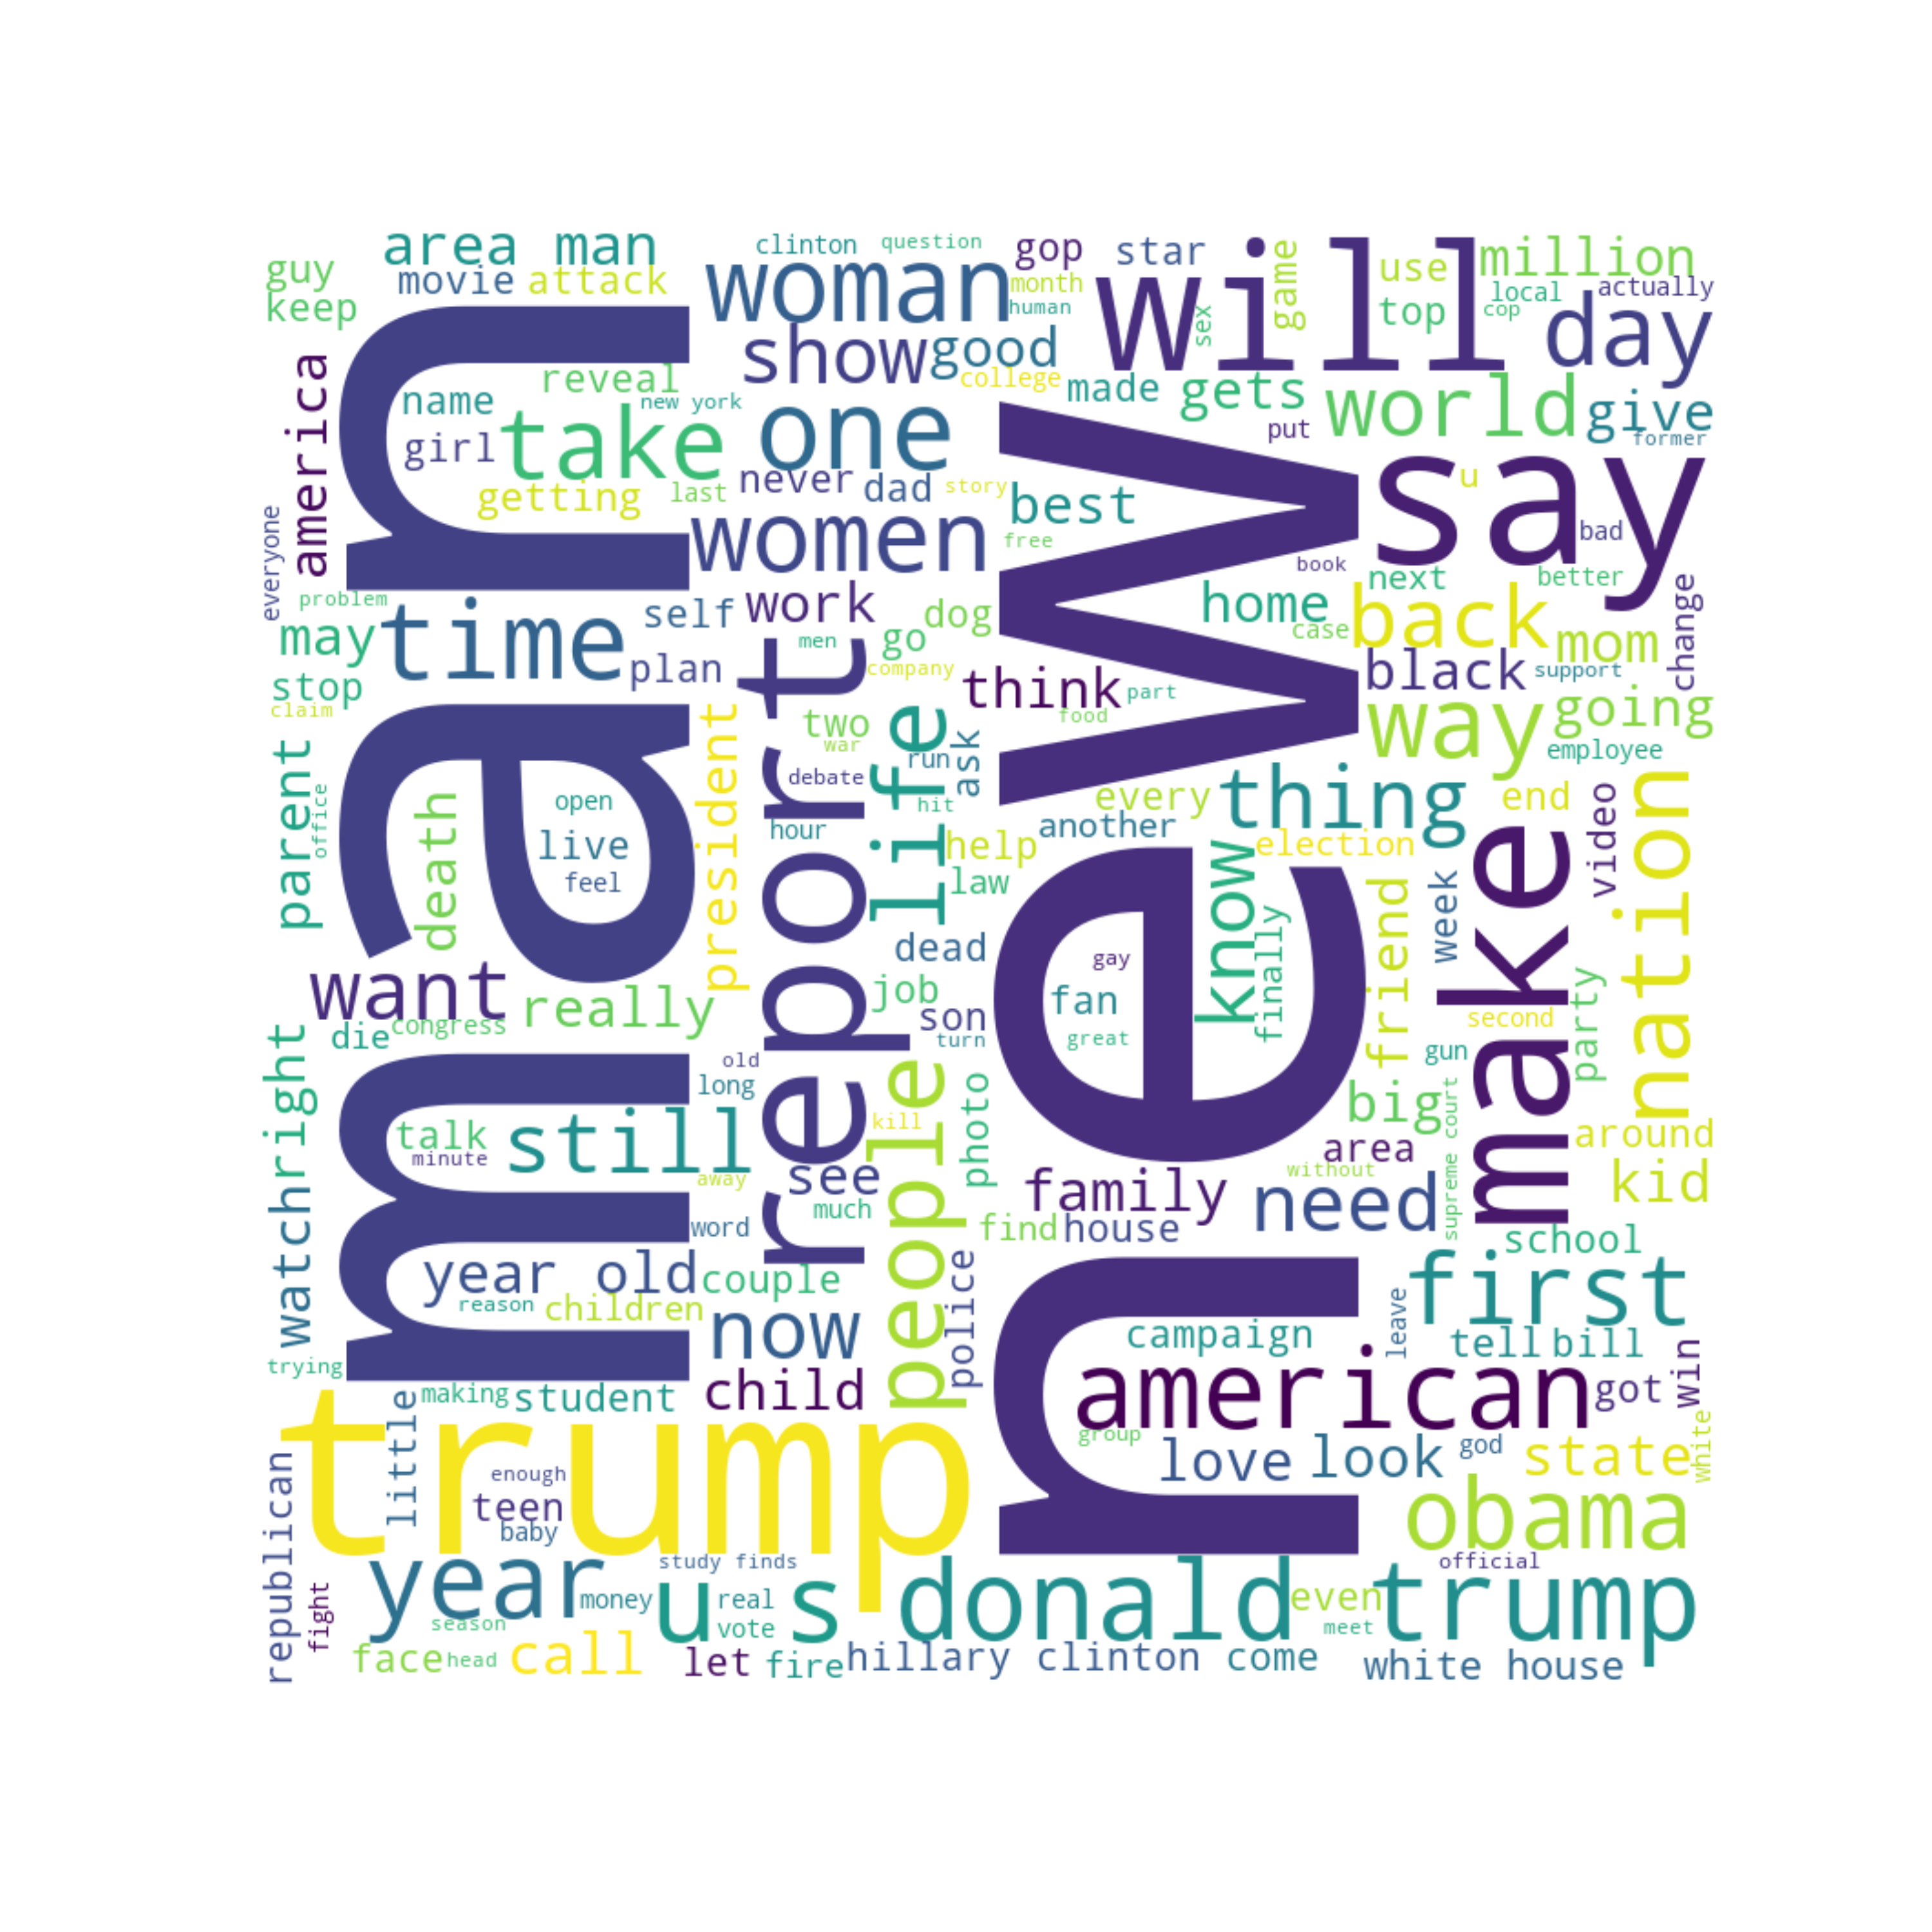 area man
clinton
question
gop
star
will
million
guy
movie
attack
woman
month
human
game
use
local
actually
keep
top
cop
day
sex
man
show
good
america
reveal
college
made
gets
world
give
name
new york
take
one
put
former
girl
new
say
u
getting
last
never
dad
story
best
women
free
bad
everyone
book
next
better
problem
time
self
work
dog
home
back
change
may
men
go
case
mom
plan
company
black
support
stop
think
part
claim
president
two
life
food
way
going
parent
report
war
run
ask
employee
office
debate
thing
open
hit
every
end
video
nation
death
live
hour
help
another
know
election
make
feel
law
friend
week
dead
gay
finally
want
really
job
fan
party
die
congress
son
turn
great
second
right
old
gun
long
people
photo
big
supreme court
talk
still
kill
area
around
minute
see
without
kid
watch
away
family
need
word
much
find
house
school
year old
couple
police
first
reason
children
now
campaign
leave
tell
bill
trying
win
little
making
student
child
american
got
trump
group
love
look
god
state
white
republican
enough
teen
obama
baby
year
study finds
donald trump
official
fight
money
u s
real
even
season
vote
meet
face
head
call
let
fire
hillary clinton
come
white house